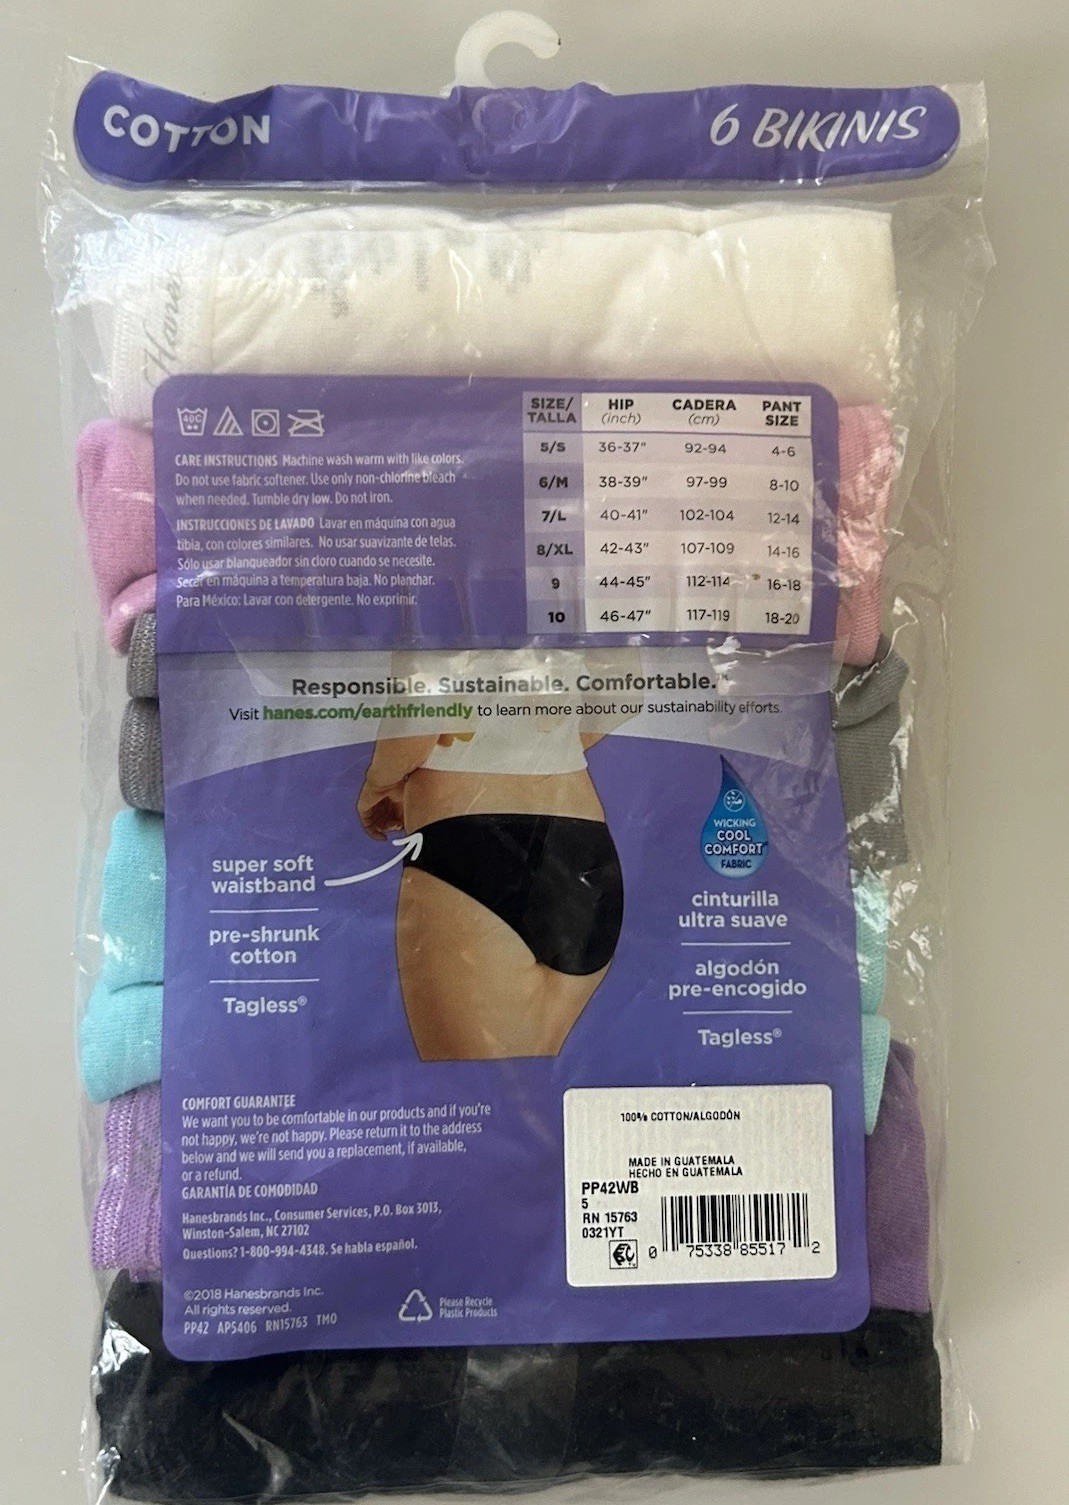 COTTON
6 BIKINIS
Hanes
40C
CARE INSTRUCTIONS Machine wash warm with like colors.
Do not use fabric softener. Use only non-chlorine bleach
when needed. Tumble dry low. Do not iron.
INSTRUCCIONES DE LAVADO Lavar en máquina con agua
tibia, con colores similares. No usar suavizante de telas.
Sólo usar blanqueador sin cloro cuando se necesite.
Secar en máquina a temperatura baja. No planchar.
Para México: Lavar con detergente. No exprimir.
SIZE/ HIP CADERA PANT
TALLA (inch) (cm) SIZE
5/S 36-37" 92-94 4-6
6/M 38-39" 97-99 8-10
7/L 40-41" 102-104 12-14
8/XL 42-43" 107-109 14-16
9 44-45" 112-114 16-18
10 46-47" 117-119 18-20
Responsible. Sustainable. Comfortable.™
Visit hanes.com/earthfriendly to learn more about our sustainability efforts.
super soft
waistband
pre-shrunk
cotton
Tagless®
WICKING
COOL
COMFORT
FABRIC
cinturilla
ultra suave
algodón
pre-encogido
Tagless®
COMFORT GUARANTEE
We want you to be comfortable in our products and if you're
not happy, we're not happy. Please return it to the address
below and we will send you a replacement, if available,
or a refund.
GARANTÍA DE COMODIDAD
Hanesbrands Inc., Consumer Services, P.O. Box 3013,
Winston-Salem, NC 27102
Questions? 1-800-994-4348. Se habla español.
©2018 Hanesbrands Inc.
All rights reserved.
PP42 AP5406 RN15763 TMO
Please Recycle
Plastic Products
100% COTTON/ALGODÓN
MADE IN GUATEMALA
HECHO EN GUATEMALA
PP42WB
5
RN 15763
0321YT
0 75338 85517 2